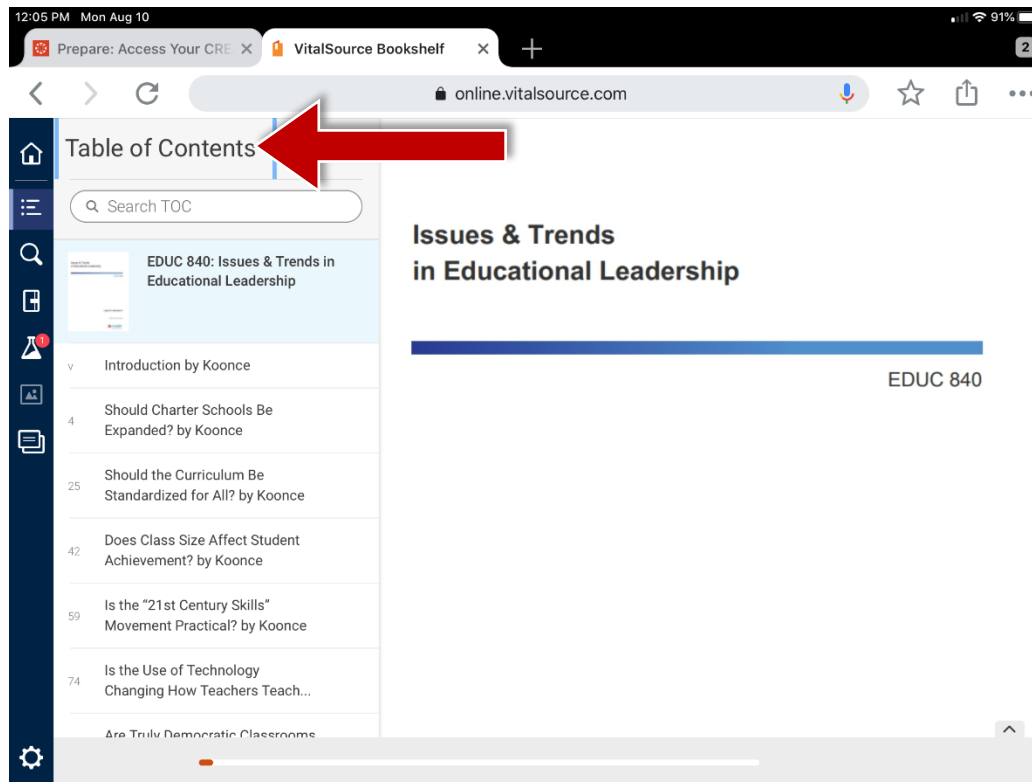 12:05 PM Mon Aug 10
91%
Prepare: Access Your CRE
VitalSource Bookshelf
2
online.vitalsource.com
Table of Contents
Search TOC
EDUC 840: Issues & Trends in
Educational Leadership
v
Introduction by Koonce
4
Should Charter Schools Be
Expanded? by Koonce
25
Should the Curriculum Be
Standardized for All? by Koonce
42
Does Class Size Affect Student
Achievement? by Koonce
59
Is the “21st Century Skills”
Movement Practical? by Koonce
74
Is the Use of Technology
Changing How Teachers Teach...
Are Truly Democratic Classrooms
1
Issues & Trends
in Educational Leadership
EDUC 840